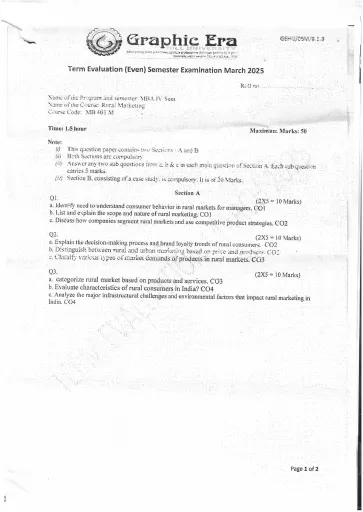 Graphic Era
HILL UNIVERSITY
Term Evaluation (Even) Semester Examination March 2025
Roll no
Name of the Program and semester: MBA IV Sem
Name of the Course: Rural Marketing
Course Code: MB 401 M
Time: 1.5 hour
Maximum Marks: 50
Note:
(i) This question paper contains two Sections - A and B
(ii) Both Sections are compulsory
(iii) Answer any two sub questions from a, b & c in each main question of Section A. Each sub question
carries 5 marks.
(iv) Section B, consisting of a case study, is compulsory. It is of 20 Marks.
Section A
Q1.
(2X5 = 10 Marks)
a. Identify need to understand consumer behavior in rural markets for managers. CO1
b. List and explain the scope and nature of rural marketing. CO1
c. Discuss how companies segment rural markets and use competitive product strategies. CO2
Q2.
(2X5 = 10 Marks)
a. Explain the decision-making process and brand loyalty trends of rural consumers. CO2
b. Distinguish between rural and urban marketing based on price and products. CO2
c. Classify various types of market demands of products in rural markets. CO3
Q3.
(2X5 = 10 Marks)
a. categorize rural market based on products and services. CO3
b. Evaluate characteristics of rural consumers in India? CO4
c. Analyze the major infrastructural challenges and environmental factors that impact rural marketing in
India. CO4
Page 1 of 2